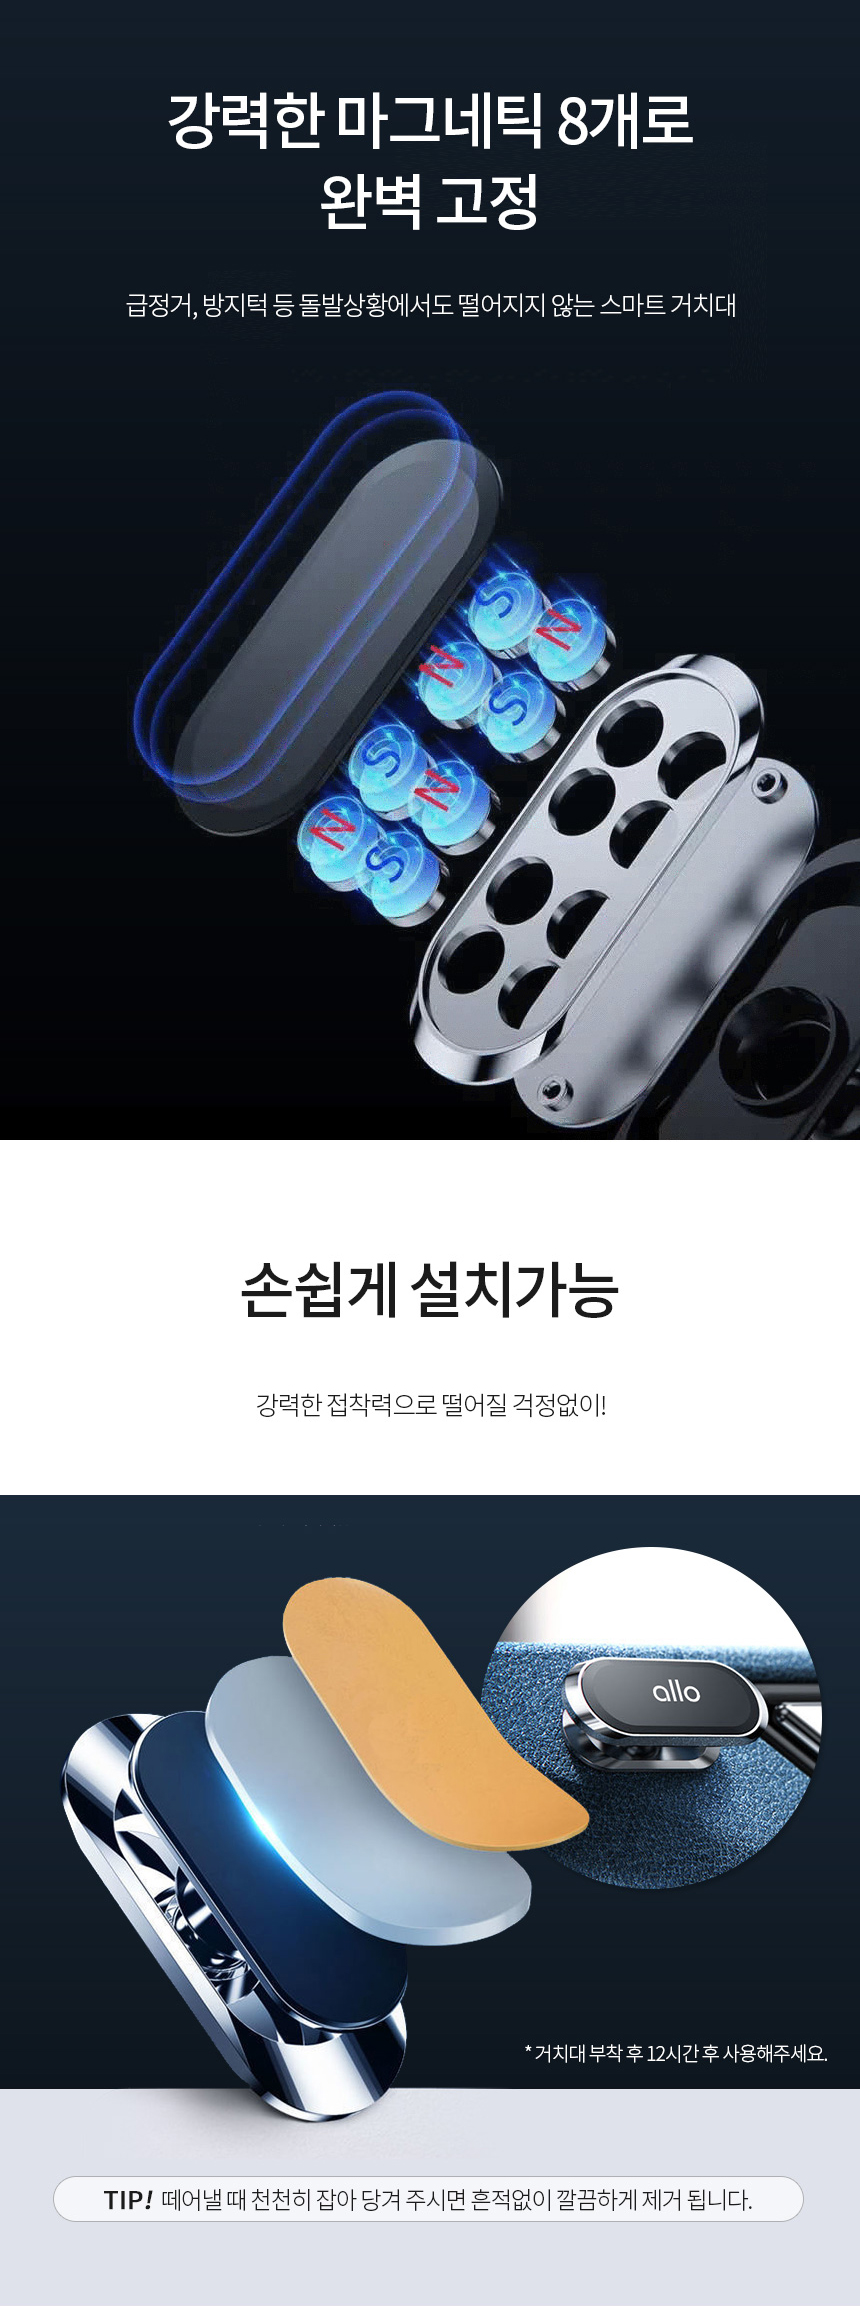 강력한 마그네틱 8개로
완벽 고정
급정거, 방지턱 등 돌발상황에서도 떨어지지 않는 스마트 거치대
S
N
N
S
S
N
N
S
손쉽게 설치가능
강력한 접착력으로 떨어질 걱정없이!
allo
* 거치대 부착 후 12시간 후 사용해주세요.
TIP! 떼어낼 때 천천히 잡아 당겨 주시면 흔적없이 깔끔하게 제거 됩니다.